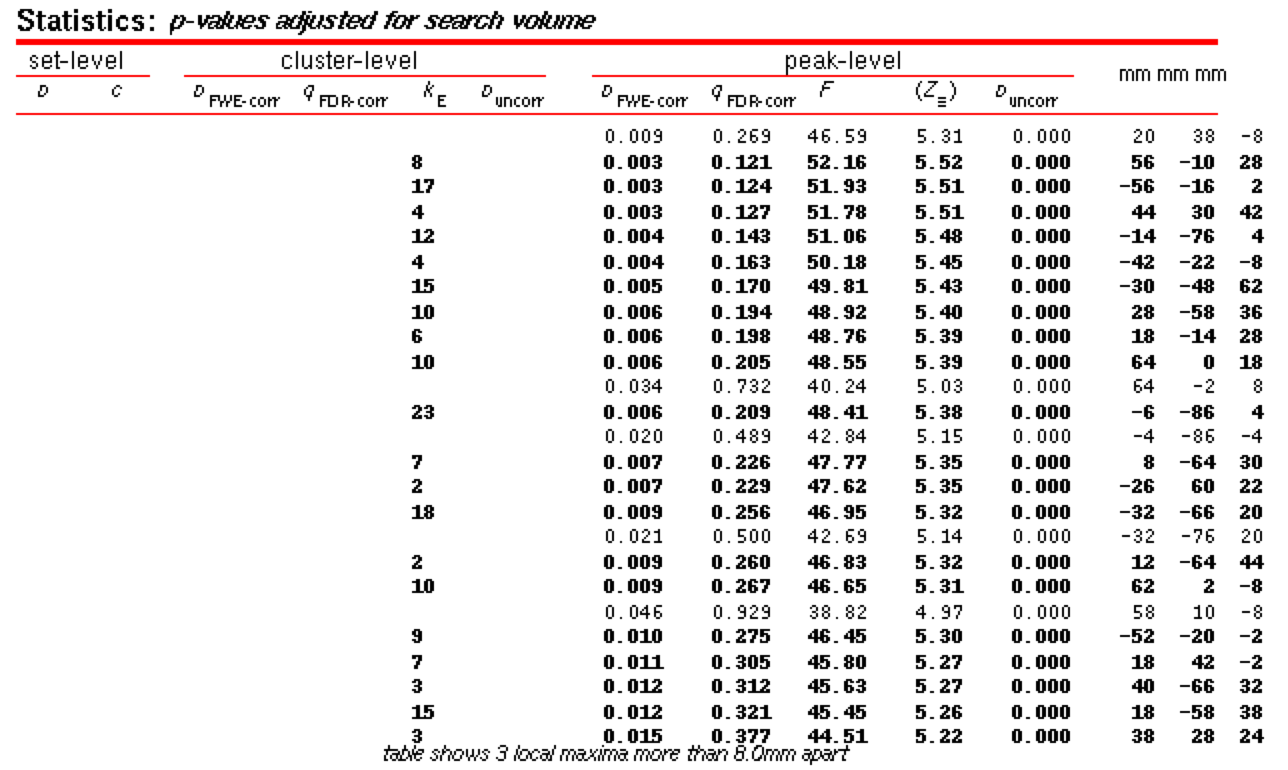 Statistics: p-values adjusted for search volume
set-level cluster-level peak-level mm mm mm
p c p FWE-corr q FDR-corr k E p uncorr p FWE-corr q FDR-corr F (Z ≡) p uncorr
0.009 0.269 46.59 5.31 0.000 20 38 -8
8 0.003 0.121 52.16 5.52 0.000 56 -10 28
17 0.003 0.124 51.93 5.51 0.000 -56 -16 2
4 0.003 0.127 51.78 5.51 0.000 44 30 42
12 0.004 0.143 51.06 5.48 0.000 -14 -76 4
4 0.004 0.163 50.18 5.45 0.000 -42 -22 -8
15 0.005 0.170 49.81 5.43 0.000 -30 -48 62
10 0.006 0.194 48.92 5.40 0.000 28 -58 36
6 0.006 0.198 48.76 5.39 0.000 18 -14 28
10 0.006 0.205 48.55 5.39 0.000 64 0 18
0.034 0.732 40.24 5.03 0.000 64 -2 8
23 0.006 0.209 48.41 5.38 0.000 -6 -86 4
0.020 0.489 42.84 5.15 0.000 -4 -86 -4
7 0.007 0.226 47.77 5.35 0.000 8 -64 30
2 0.007 0.229 47.62 5.35 0.000 -26 60 22
18 0.009 0.256 46.95 5.32 0.000 -32 -66 20
0.021 0.500 42.69 5.14 0.000 -32 -76 20
2 0.009 0.260 46.83 5.32 0.000 12 -64 44
10 0.009 0.267 46.65 5.31 0.000 62 2 -8
0.046 0.929 38.82 4.97 0.000 58 10 -8
9 0.010 0.275 46.45 5.30 0.000 -52 -20 -2
7 0.011 0.305 45.80 5.27 0.000 18 42 -2
3 0.012 0.312 45.63 5.27 0.000 40 -66 32
15 0.012 0.321 45.45 5.26 0.000 18 -58 38
3 0.015 0.377 44.51 5.22 0.000 38 28 24
table shows 3 local maxima more than 8.0mm apart